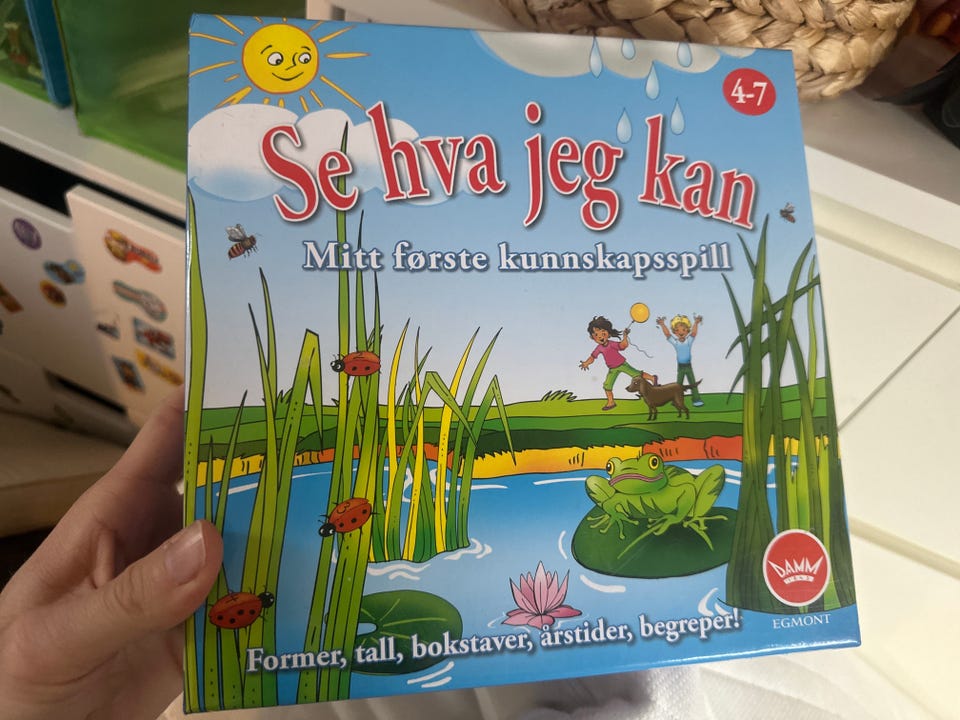 4-7
Se hva jeg kan
Mitt første kunnskapsspill
DAMM
EGMONT
Former, tall, bokstaver, årstider, begreper!